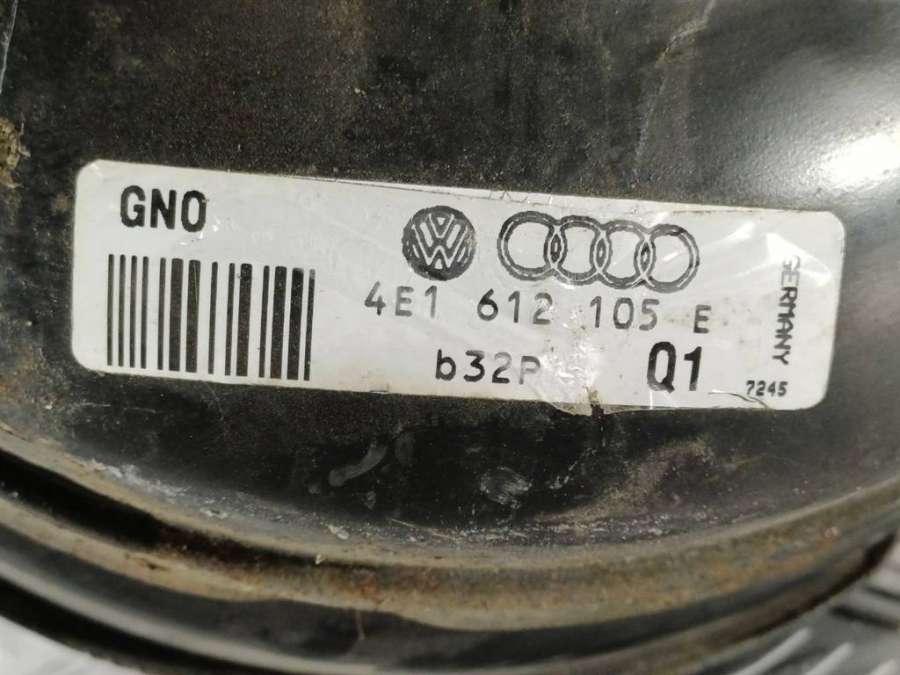 GNO
4E1 612 105 E
b32P Q1
GERMANY
7245